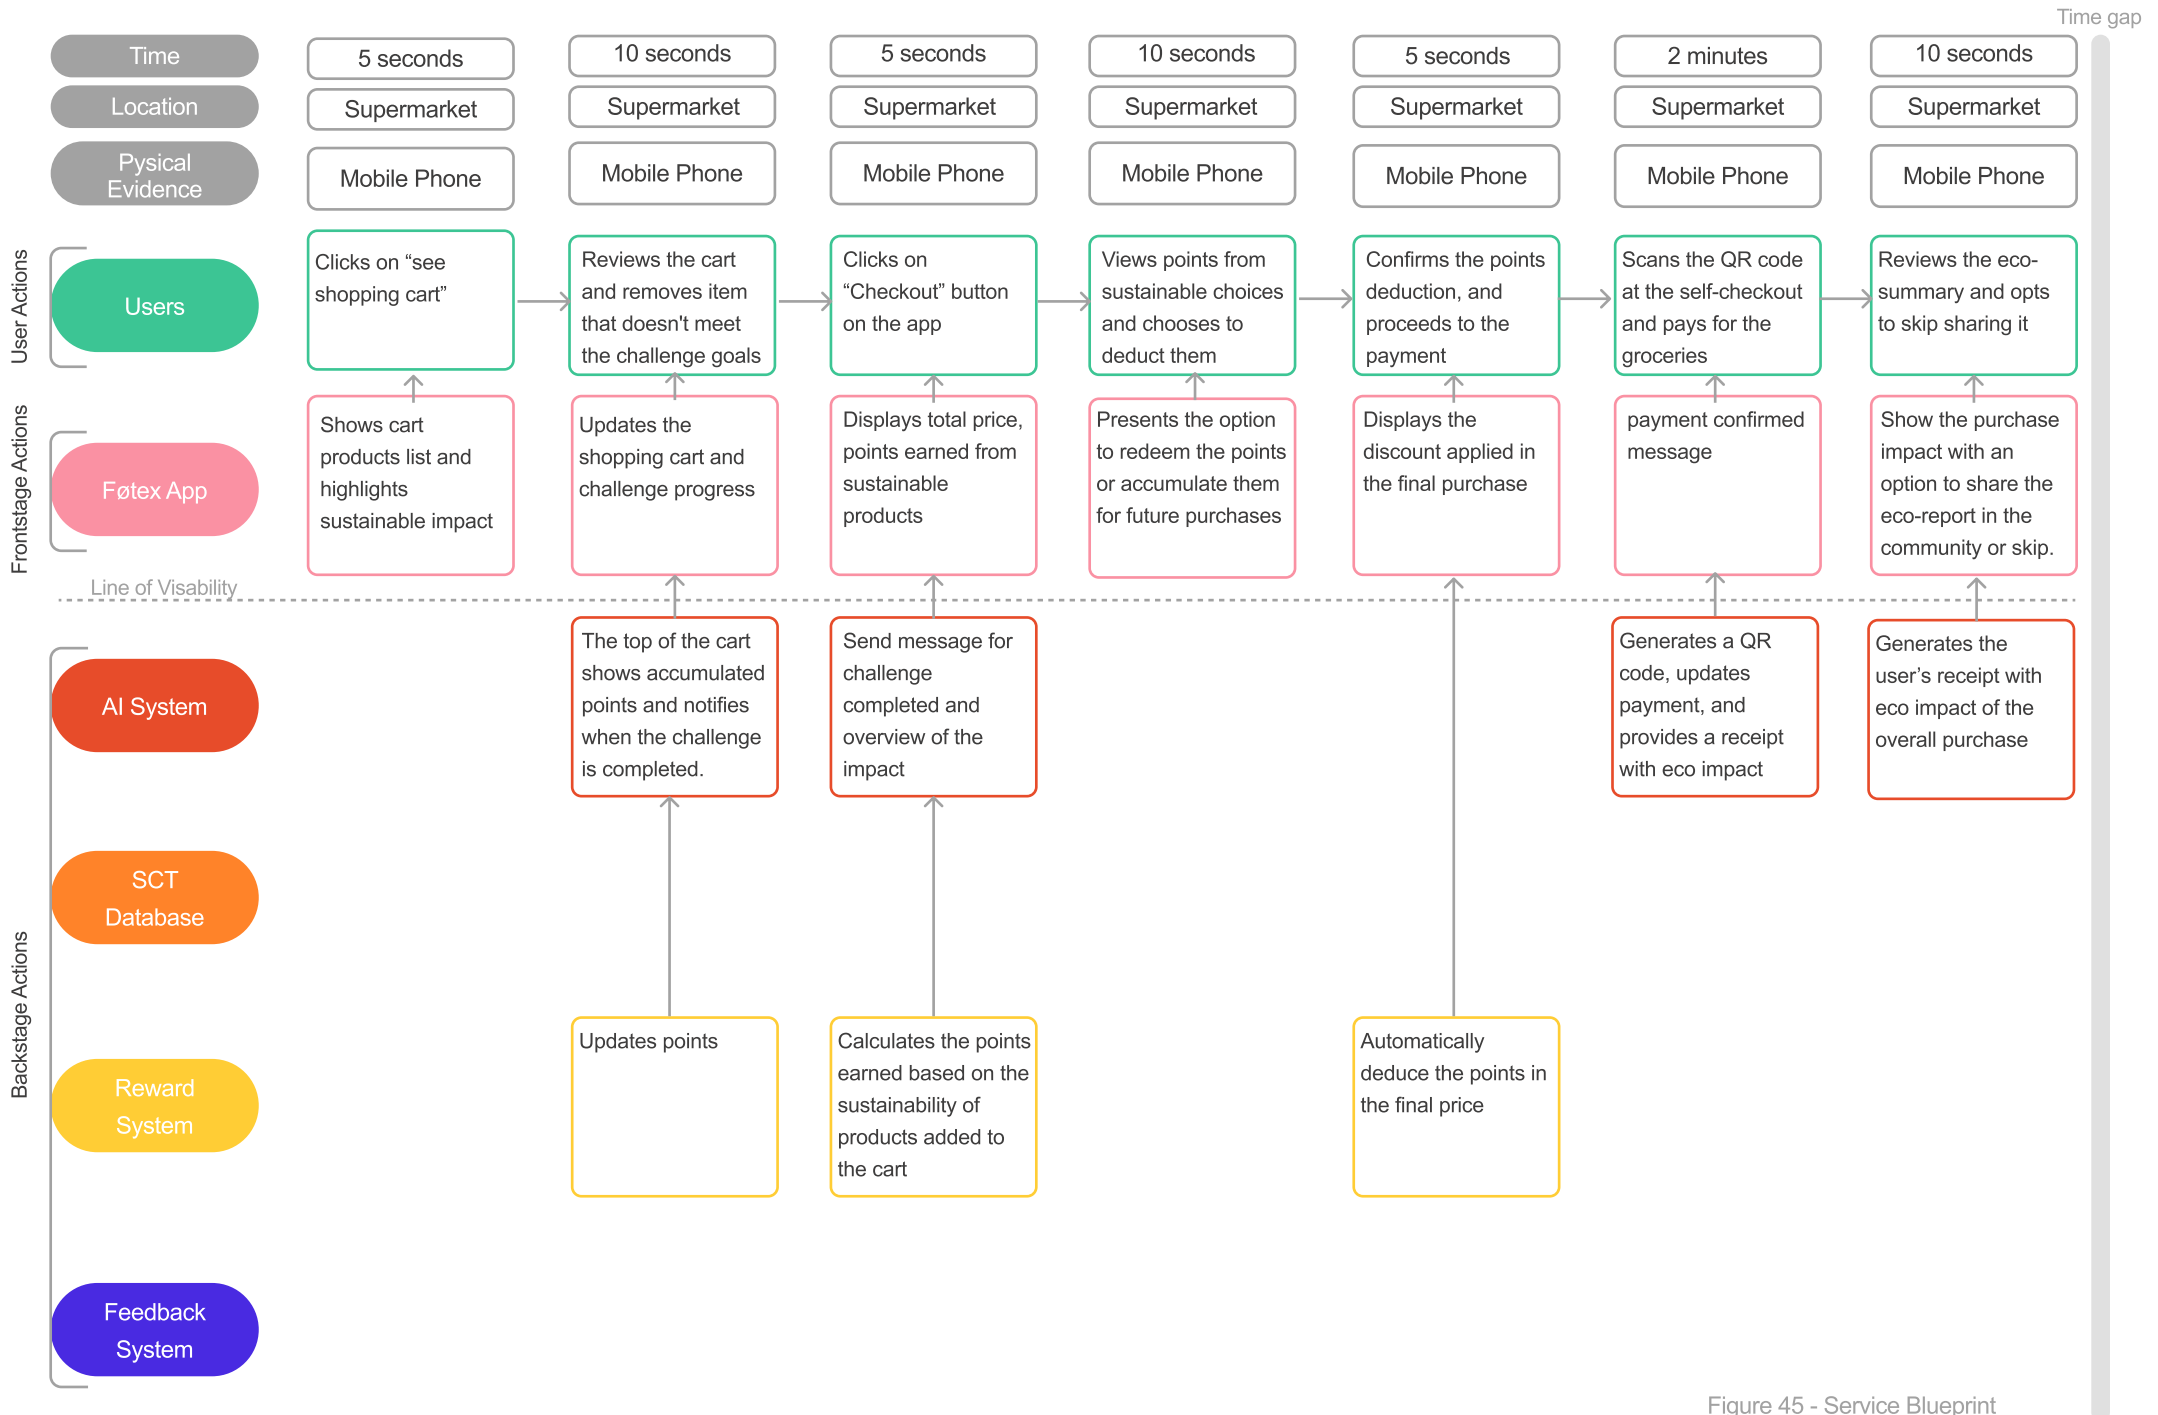 Time gap
Time
5 seconds
10 seconds
5 seconds
10 seconds
5 seconds
2 minutes
10 seconds
Location
Supermarket
Supermarket
Supermarket
Supermarket
Supermarket
Supermarket
Supermarket
Pysical
Evidence
Mobile Phone
Mobile Phone
Mobile Phone
Mobile Phone
Mobile Phone
Mobile Phone
Mobile Phone
User Actions
Users
Clicks on “see
shopping cart”
Reviews the cart
and removes item
that doesn't meet
the challenge goals
Clicks on
“Checkout” button
on the app
Views points from
sustainable choices
and chooses to
deduct them
Confirms the points
deduction, and
proceeds to the
payment
Scans the QR code
at the self-checkout
and pays for the
groceries
Reviews the eco-
summary and opts
to skip sharing it
Frontstage Actions
Føtex App
Shows cart
products list and
highlights
sustainable impact
Updates the
shopping cart and
challenge progress
Displays total price,
points earned from
sustainable
products
Presents the option
to redeem the points
or accumulate them
for future purchases
Displays the
discount applied in
the final purchase
payment confirmed
message
Show the purchase
impact with an
option to share the
eco-report in the
community or skip.
Line of Visability
Backstage Actions
AI System
The top of the cart
shows accumulated
points and notifies
when the challenge
is completed.
Send message for
challenge
completed and
overview of the
impact
Generates a QR
code, updates
payment, and
provides a receipt
with eco impact
Generates the
user’s receipt with
eco impact of the
overall purchase
SCT
Database
Reward
System
Updates points
Calculates the points
earned based on the
sustainability of
products added to
the cart
Automatically
deduce the points in
the final price
Feedback
System
Figure 45 - Service Blueprint